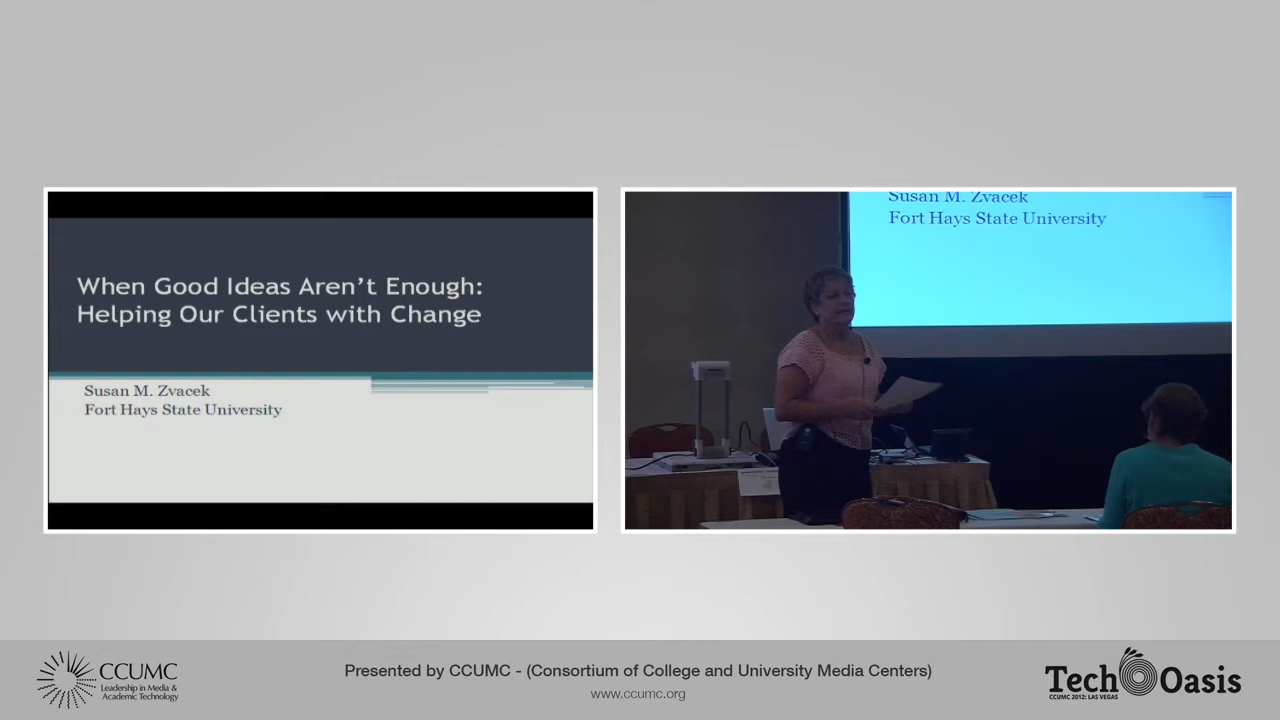 When Good Ideas Aren't Enough:
Helping Our Clients with Change
Susan M. Zvacek
Fort Hays State University
Susan M. Zvacek
Fort Hays State University
CCUMC
Leadership in Media &
Academic Technology
Presented by CCUMC - (Consortium of College and University Media Centers)
www.ccumc.org
Tech Oasis
CCUMC 2012: LAS VEGAS